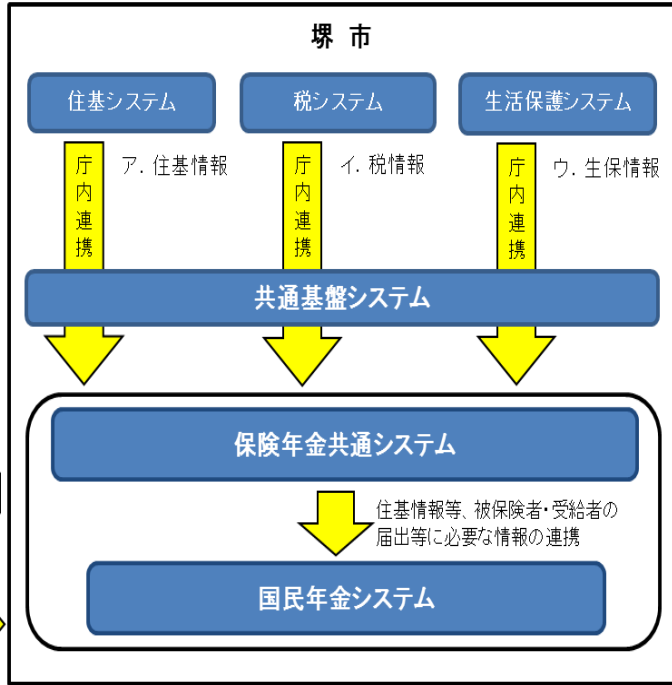 堺 市
住基システム
税システム
生活保護システム
庁内連携
ア. 住基情報
庁内連携
イ. 税情報
庁内連携
ウ. 生保情報
共通基盤システム
保険年金共通システム
住基情報等、被保険者・受給者の
届出等に必要な情報の連携
国民年金システム